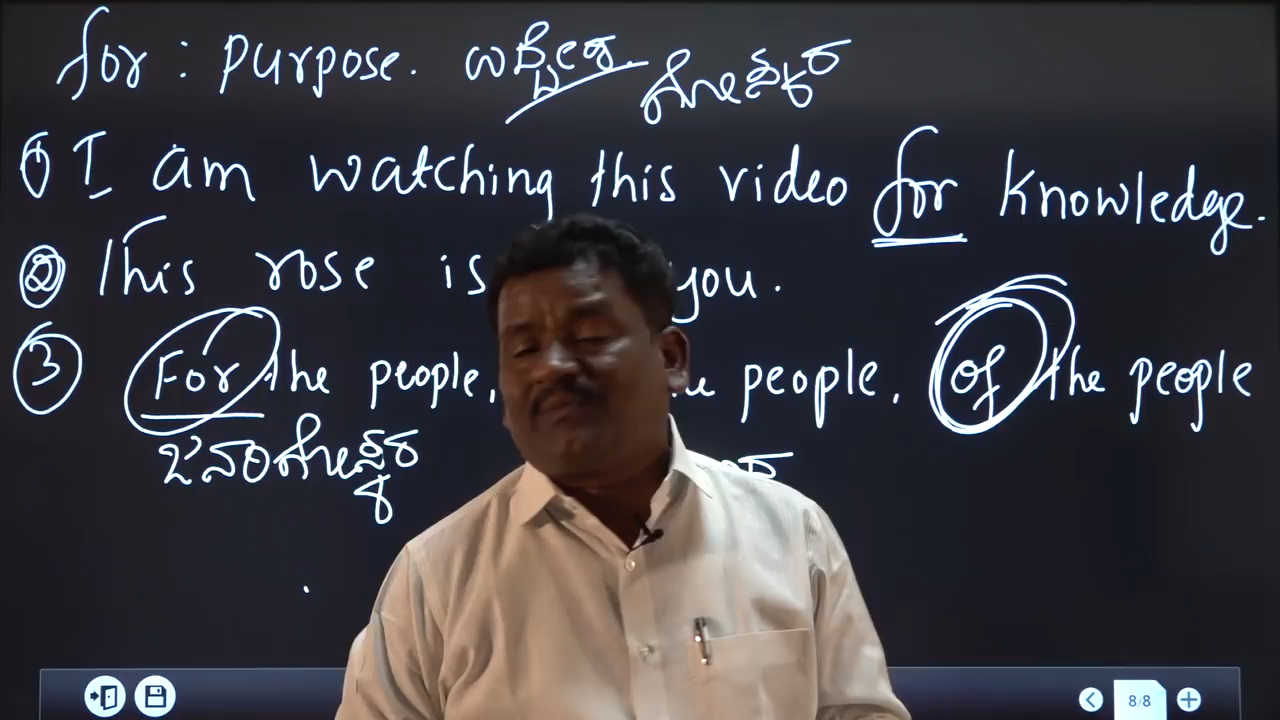 for : purpose. ಉದ್ದೇಶ. ಗೋಸ್ಕರ
① I am watching this video for knowledge.
② This rose is you.
③ For the people, people, of the people
ಜನರಿಗೋಸ್ಕರ
8/8